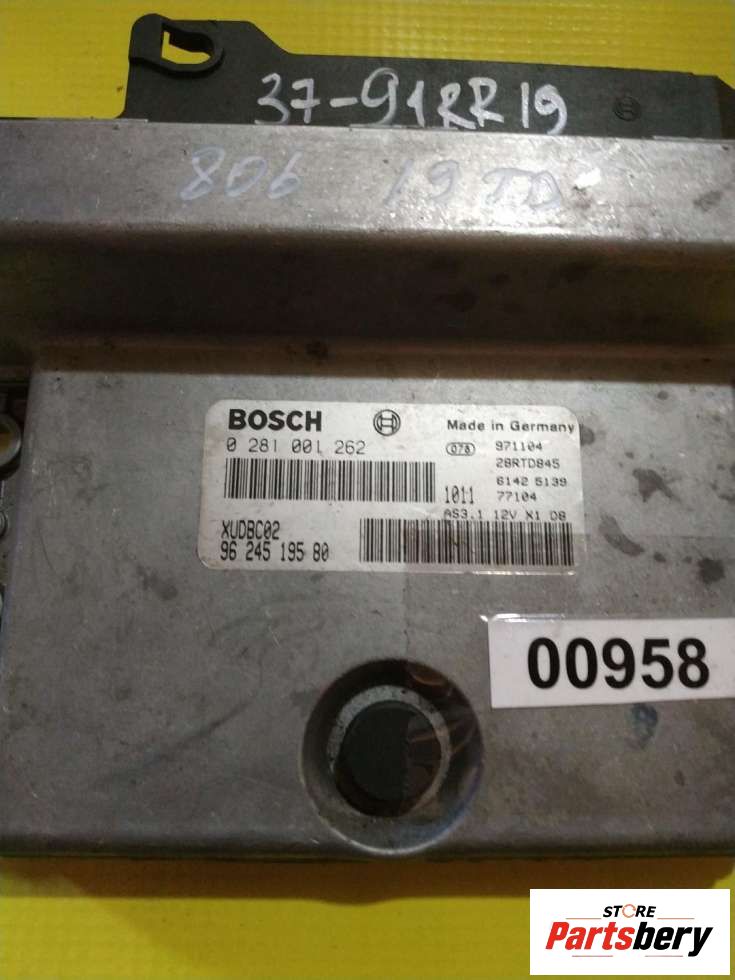 37-91RR19
806 19TD
BOSCH
Made in Germany
0 281 001 262
078 971104
28RTD845
6142 5139
1011 77104
AS3.1 12V X1 D8
XUDBC02
96 245 195 80
00958
STORE
Partsbery